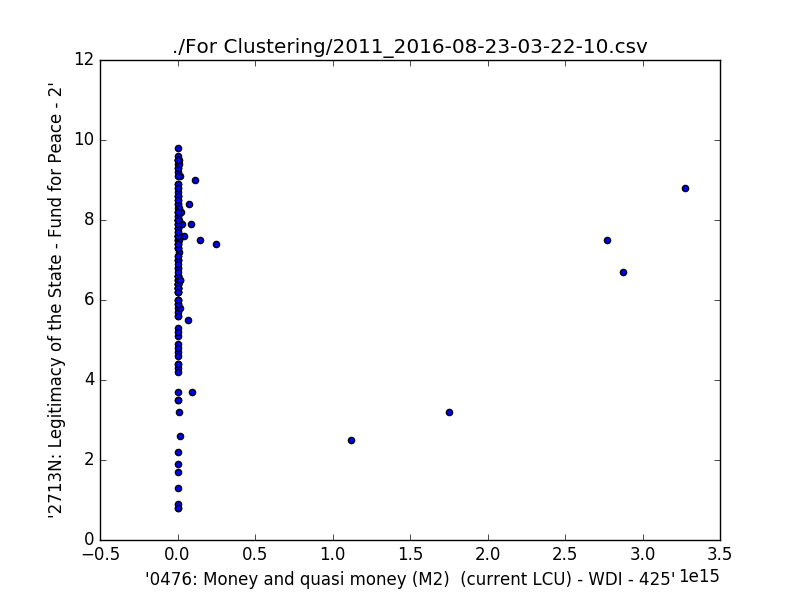 ./For Clustering/2011_2016-08-23-03-22-10.csv
12
10
8
6
4
2
0
'2713N: Legitimacy of the State - Fund for Peace - 2'
−0.5 0.0 0.5 1.0 1.5 2.0 2.5 3.0 3.5
1e15
'0476: Money and quasi money (M2)  (current LCU) - WDI - 425'